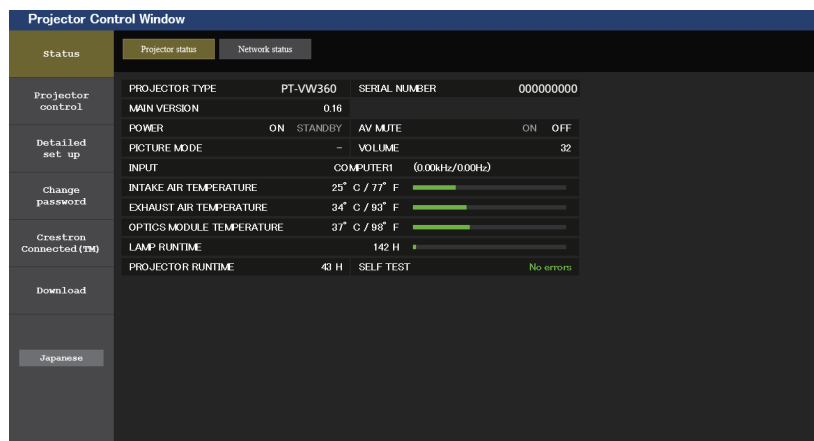 Projector Control Window
Status
Projector status Network status
Projector
control
Detailed
set up
Change
password
Crestron
Connected(TM)
Download
Japanese
PROJECTOR TYPE PT-VW360 SERIAL NUMBER 000000000
MAIN VERSION 0.16
POWER ON STANDBY AV MUTE ON OFF
PICTURE MODE – VOLUME 32
INPUT COMPUTER1 (0.00kHz/0.00Hz)
INTAKE AIR TEMPERATURE 25° C / 77° F
EXHAUST AIR TEMPERATURE 34° C / 93° F
OPTICS MODULE TEMPERATURE 37° C / 98° F
LAMP RUNTIME 142 H
PROJECTOR RUNTIME 43 H SELF TEST No errors